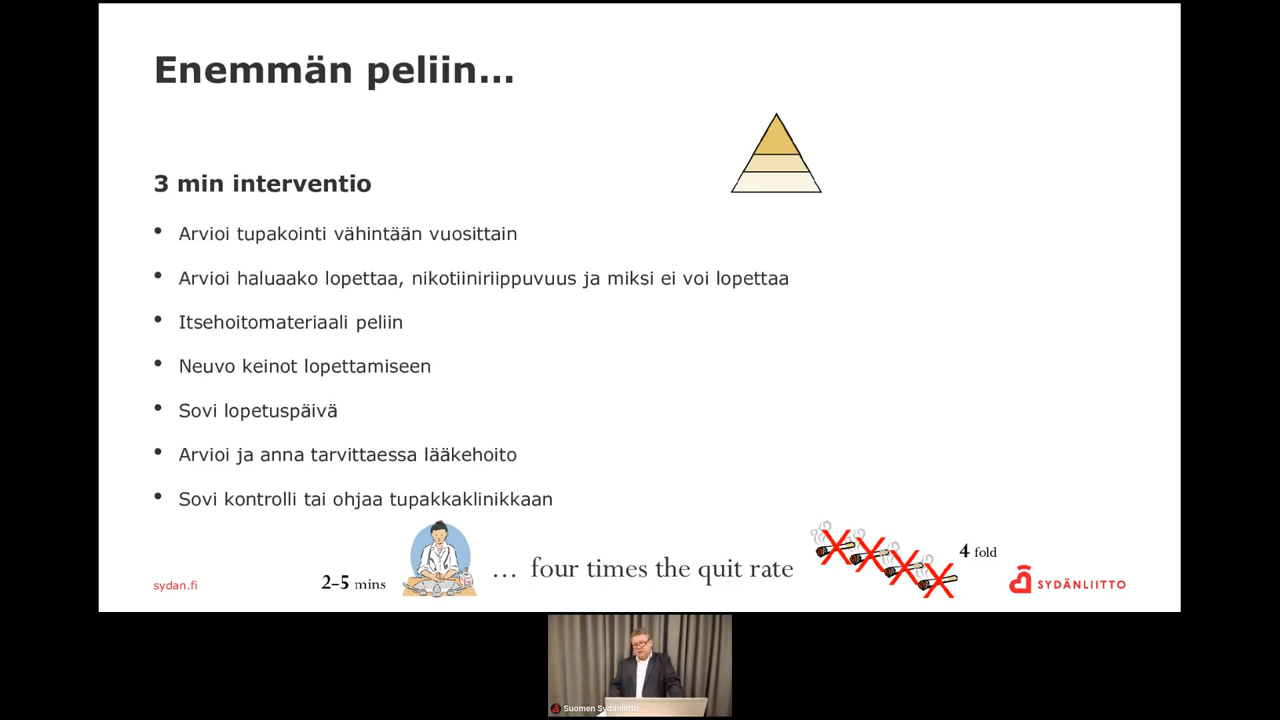 Enemmän peliin...
3 min interventio
• Arvioi tupakointi vähintään vuosittain
• Arvioi haluaako lopettaa, nikotiiniriippuvuus ja miksi ei voi lopettaa
• Itsehoitomateriaali peliin
• Neuvo keinot lopettamiseen
• Sovi lopetuspäivä
• Arvioi ja anna tarvittaessa lääkehoito
• Sovi kontrolli tai ohjaa tupakkaklinikkaan
sydan.fi
2–5 mins
... four times the quit rate
4 fold
SYDÄNLIITTO
Suomen Sydänliitto